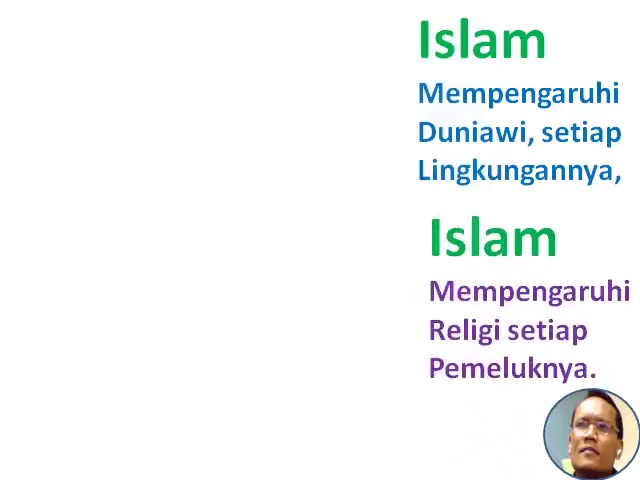 Islam
Mempengaruhi
Duniawi, setiap
Lingkungannya,
Islam
Mempengaruhi
Religi setiap
Pemeluknya.